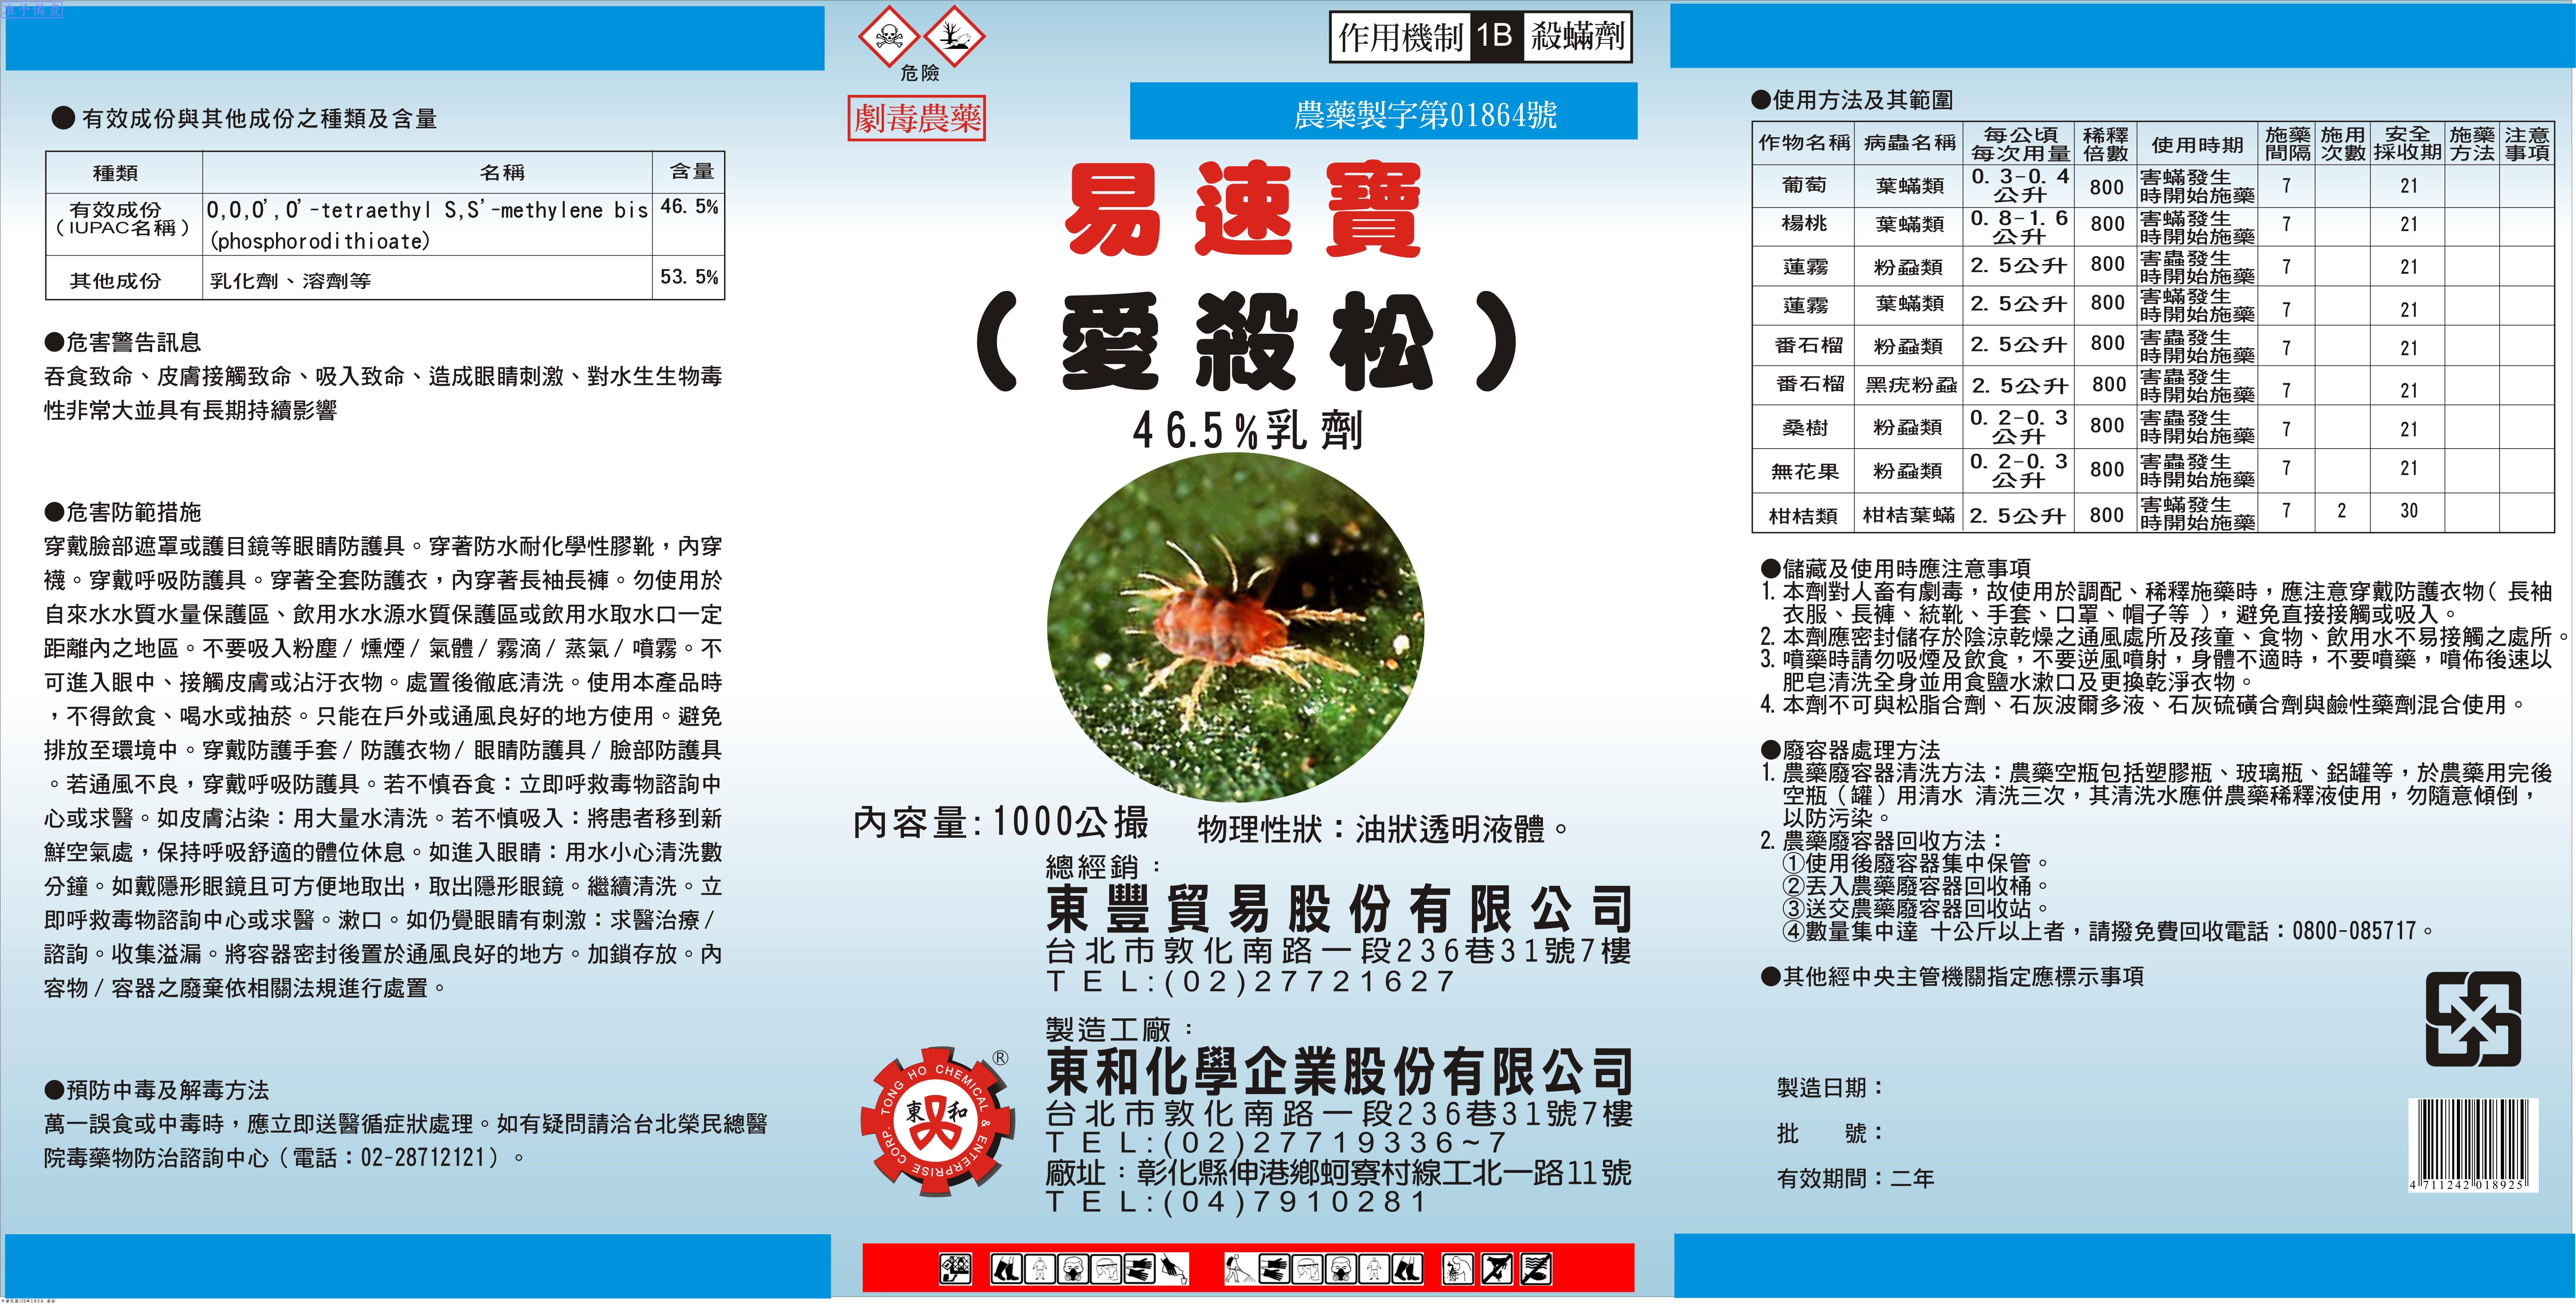 准予備查
● 有效成份與其他成份之種類及含量
種類 名稱 含量
有效成份 O,O,O',O'-tetraethyl S,S'-methylene bis 46.5%
(IUPAC名稱) (phosphorodithioate)
其他成份 乳化劑、溶劑等 53.5%
●危害警告訊息
吞食致命、皮膚接觸致命、吸入致命、造成眼睛刺激、對水生生物毒
性非常大並具有長期持續影響
●危害防範措施
穿戴臉部遮罩或護目鏡等眼睛防護具。穿著防水耐化學性膠靴，內穿
襪。穿戴呼吸防護具。穿著全套防護衣，內穿著長袖長褲。勿使用於
自來水水質水量保護區、飲用水水源水質保護區或飲用水取水口一定
距離內之地區。不要吸入粉塵/ 燻煙/ 氣體/ 霧滴/ 蒸氣/ 噴霧。不
可進入眼中、接觸皮膚或沾汙衣物。處置後徹底清洗。使用本產品時
，不得飲食、喝水或抽菸。只能在戶外或通風良好的地方使用。避免
排放至環境中。穿戴防護手套/ 防護衣物/ 眼睛防護具/ 臉部防護具
。若通風不良，穿戴呼吸防護具。若不慎吞食：立即呼救毒物諮詢中
心或求醫。如皮膚沾染：用大量水清洗。若不慎吸入：將患者移到新
鮮空氣處，保持呼吸舒適的體位休息。如進入眼睛：用水小心清洗數
分鐘。如戴隱形眼鏡且可方便地取出，取出隱形眼鏡。繼續清洗。立
即呼救毒物諮詢中心或求醫。漱口。如仍覺眼睛有刺激：求醫治療/
諮詢。收集溢漏。將容器密封後置於通風良好的地方。加鎖存放。內
容物/ 容器之廢棄依相關法規進行處置。
●預防中毒及解毒方法
萬一誤食或中毒時，應立即送醫循症狀處理。如有疑問請洽台北榮民總醫
院毒藥物防治諮詢中心（電話：02-28712121）。
危險
劇毒農藥
作用機制 1B 殺蟎劑
農藥製字第01864號
易速寶
(愛殺松)
46.5%乳劑
內容量:1000公撮 物理性狀：油狀透明液體。
總經銷：
東豐貿易股份有限公司
台北市敦化南路一段236巷31號7樓
TEL:(02)27721627
製造工廠：
東和化學企業股份有限公司
台北市敦化南路一段236巷31號7樓
TEL:(02)27719336~7
廠址：彰化縣伸港鄉蚵寮村線工北一路11號
TEL:(04)7910281
TONG HO CHEMICAL & ENTERPRISE CORP.
東和
®
●使用方法及其範圍
作物名稱 病蟲名稱 每公頃每次用量 稀釋倍數 使用時期 施藥間隔 施用次數 安全採收期 施藥方法 注意事項
葡萄 葉蟎類 0.3-0.4公升 800 害蟎發生時開始施藥 7 21
楊桃 葉蟎類 0.8-1.6公升 800 害蟎發生時開始施藥 7 21
蓮霧 粉蝨類 2.5公升 800 害蟲發生時開始施藥 7 21
蓮霧 葉蟎類 2.5公升 800 害蟎發生時開始施藥 7 21
番石榴 粉蝨類 2.5公升 800 害蟲發生時開始施藥 7 21
番石榴 黑疣粉蝨 2.5公升 800 害蟲發生時開始施藥 7 21
桑樹 粉蝨類 0.2-0.3公升 800 害蟲發生時開始施藥 7 21
無花果 粉蝨類 0.2-0.3公升 800 害蟲發生時開始施藥 7 21
柑桔類 柑桔葉蟎 2.5公升 800 害蟎發生時開始施藥 7 2 30
●儲藏及使用時應注意事項
1. 本劑對人畜有劇毒，故使用於調配、稀釋施藥時，應注意穿戴防護衣物( 長袖
衣服、長褲、統靴、手套、口罩、帽子等 )，避免直接接觸或吸入。
2. 本劑應密封儲存於陰涼乾燥之通風處所及孩童、食物、飲用水不易接觸之處所。
3. 噴藥時請勿吸煙及飲食，不要逆風噴射，身體不適時，不要噴藥，噴佈後速以
肥皂清洗全身並用食鹽水漱口及更換乾淨衣物。
4. 本劑不可與松脂合劑、石灰波爾多液、石灰硫磺合劑與鹼性藥劑混合使用。
●廢容器處理方法
1. 農藥廢容器清洗方法：農藥空瓶包括塑膠瓶、玻璃瓶、鋁罐等，於農藥用完後
空瓶（罐）用清水 清洗三次，其清洗水應併農藥稀釋液使用，勿隨意傾倒，
以防污染。
2. 農藥廢容器回收方法：
①使用後廢容器集中保管。
②丟入農藥廢容器回收桶。
③送交農藥廢容器回收站。
④數量集中達 十公斤以上者，請撥免費回收電話：0800-085717。
●其他經中央主管機關指定應標示事項
製造日期：
批 號：
有效期間：二年
4 711242 018925